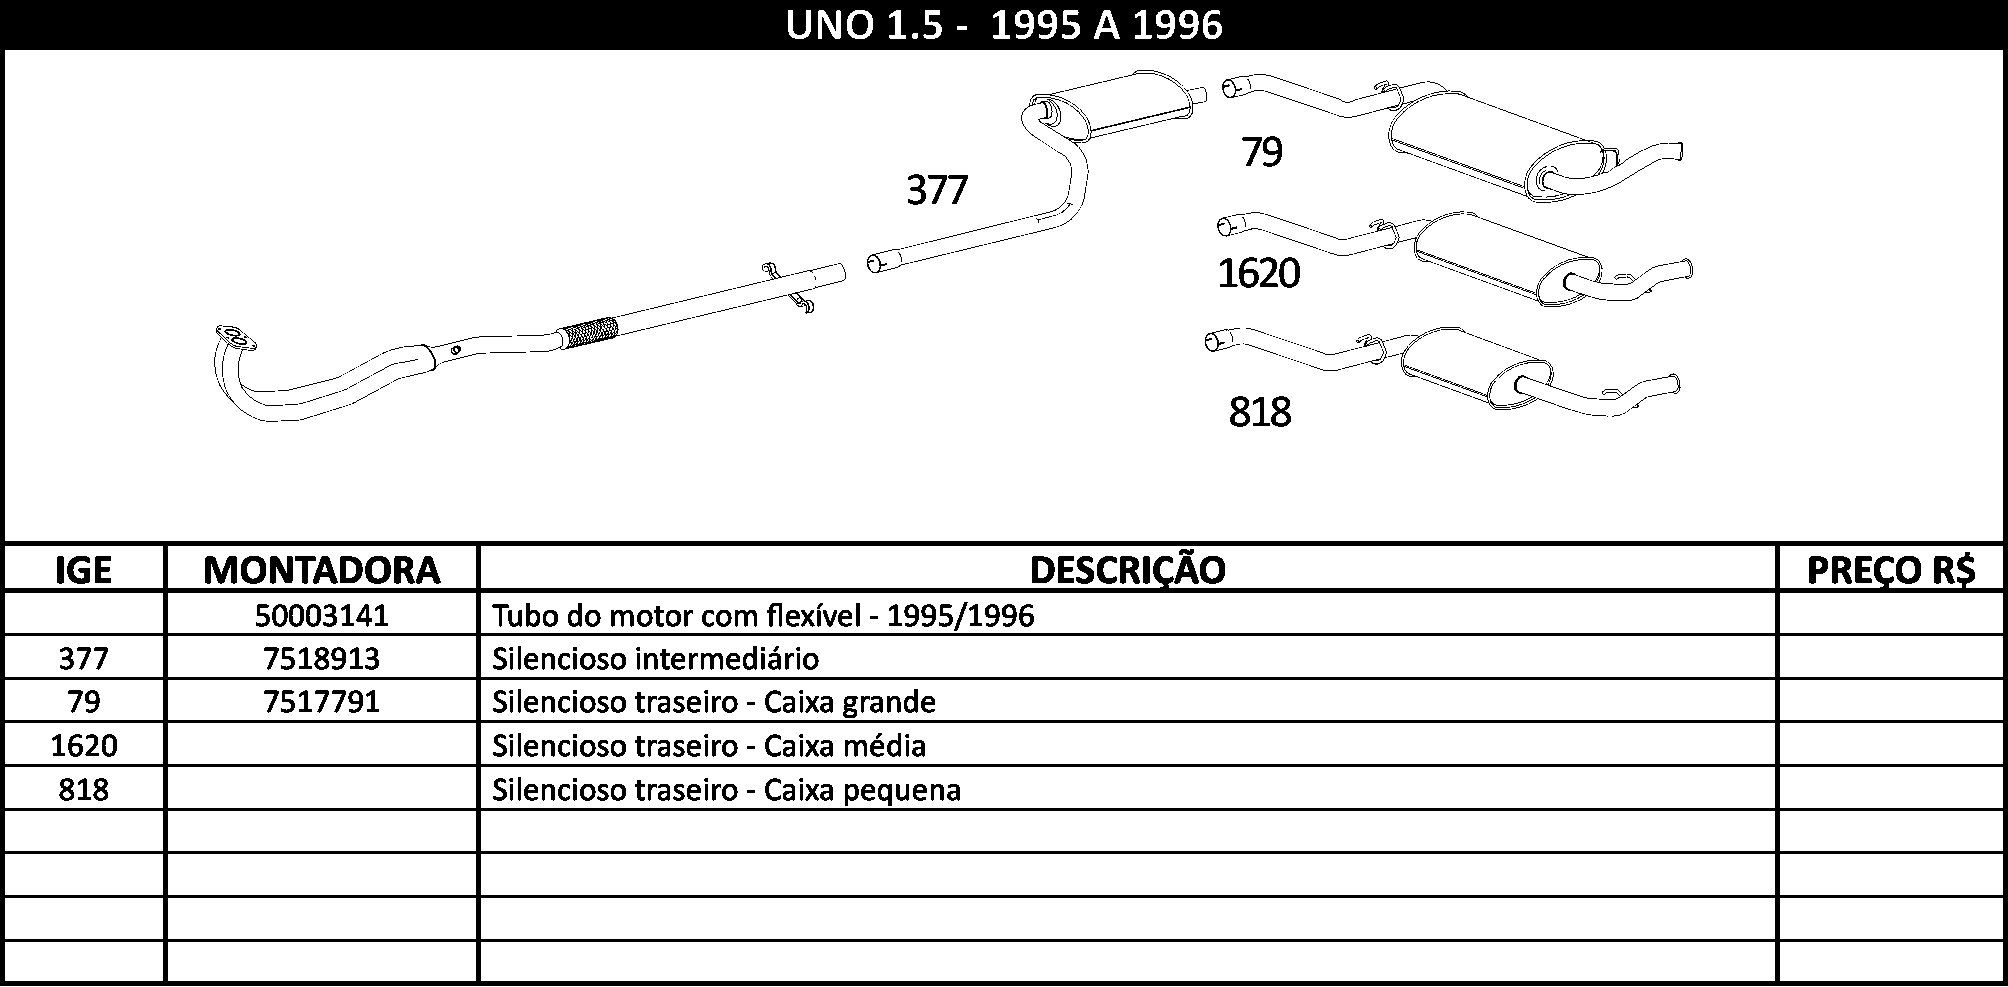 UNO 1.5 -  1995 A 1996
79
377
1620
818
IGE MONTADORA DESCRIÇÃO PREÇO R$
50003141 Tubo do motor com flexível - 1995/1996
377 7518913 Silencioso intermediário
79 7517791 Silencioso traseiro - Caixa grande
1620 Silencioso traseiro - Caixa média
818 Silencioso traseiro - Caixa pequena